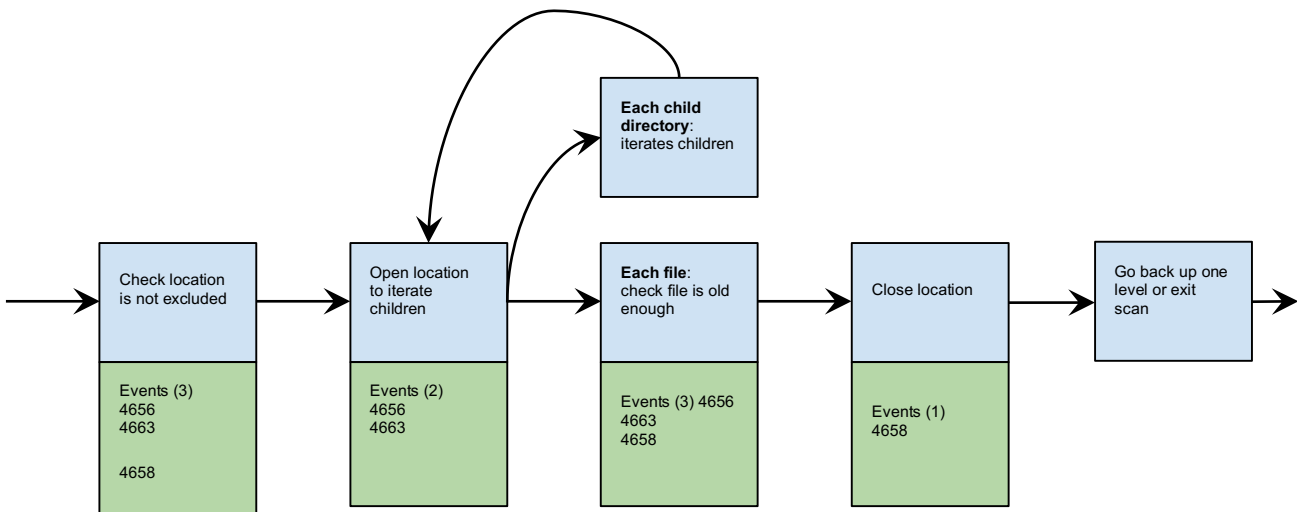 Each child
directory:
iterates children
Check location
is not excluded
Events (3)
4656
4663
4658
Open location
to iterate
children
Events (2)
4656
4663
Each file:
check file is old
enough
Events (3) 4656
4663
4658
Close location
Events (1)
4658
Go back up one
level or exit
scan